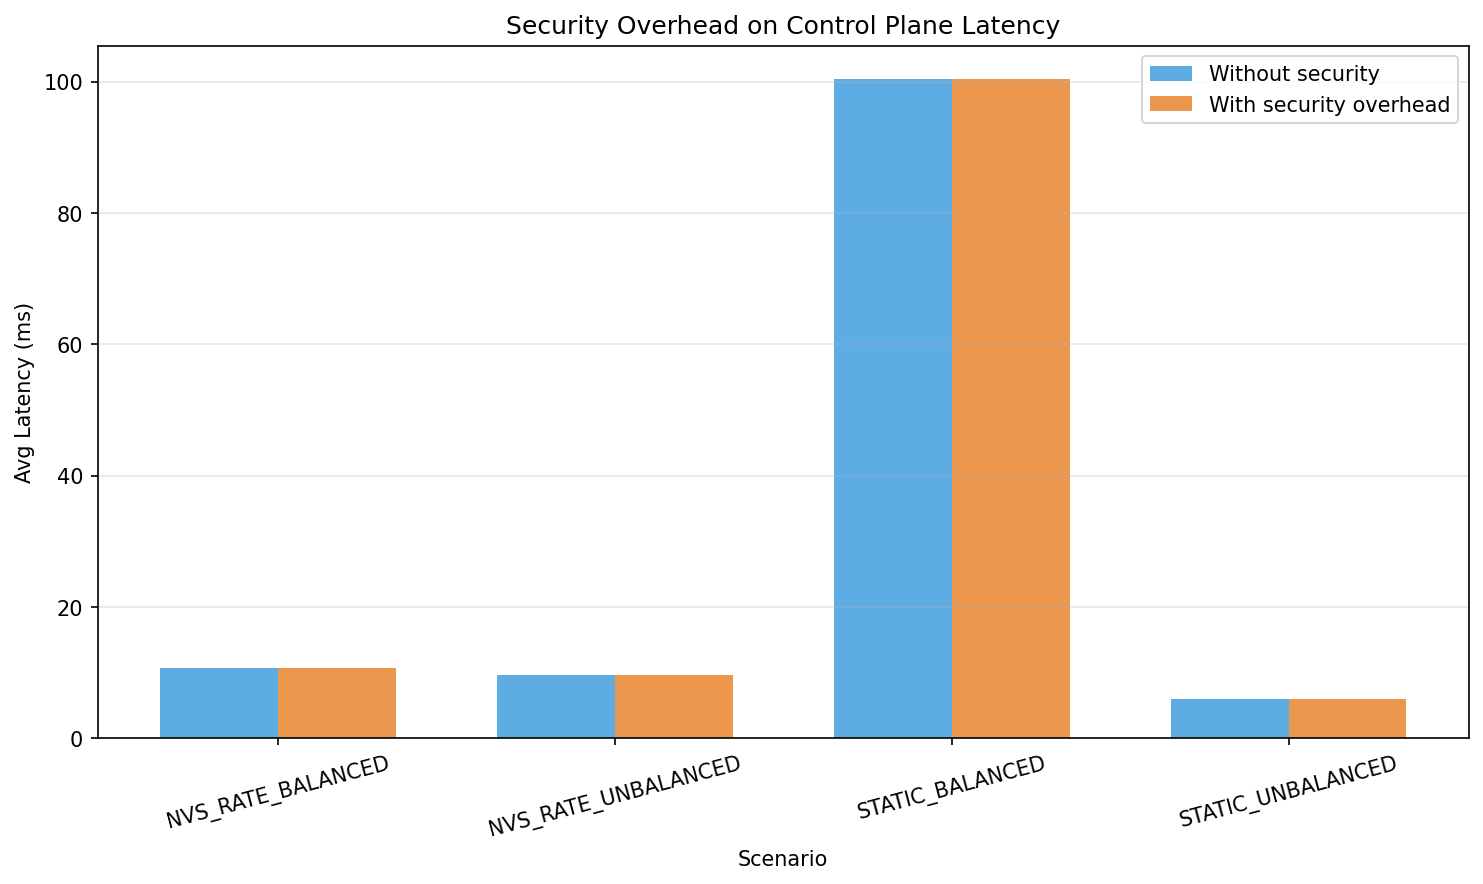 Security Overhead on Control Plane Latency
Without security
With security overhead
Avg Latency (ms)
100
80
60
40
20
0
NVS_RATE_BALANCED
NVS_RATE_UNBALANCED
STATIC_BALANCED
STATIC_UNBALANCED
Scenario